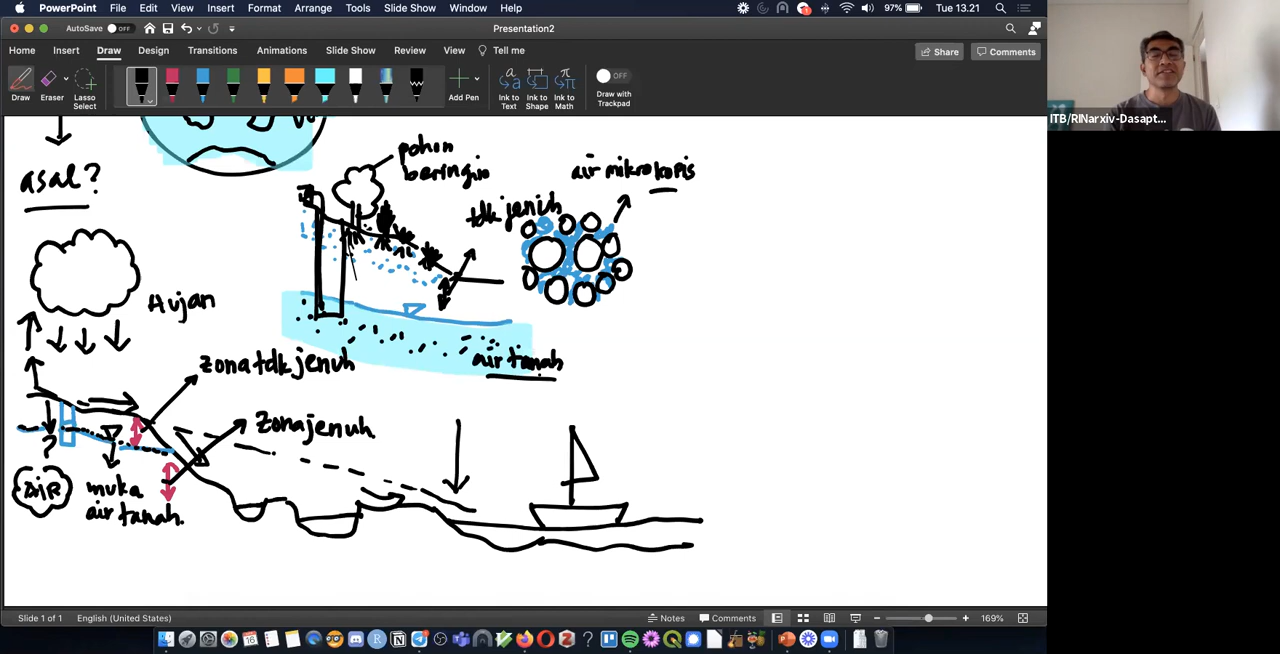 PowerPoint File Edit View Insert Format Arrange Tools Slide Show Window Help 97% Tue 13.21
AutoSave OFF Presentation2
Home Insert Draw Design Transitions Animations Slide Show Review View Tell me Share Comments
Draw Eraser Lasso Select Add Pen Ink to Text Ink to Shape Ink to Math OFF Draw with Trackpad
ITB/RINarxiv-Dasapt...
asal?
pohon
beringin
air mikrokopis
tdk jenuh
Hujan
air tanah
zona tdk jenuh
Zona jenuh.
?
air
muka
air tanah.
Slide 1 of 1 English (United States) Notes Comments 169%